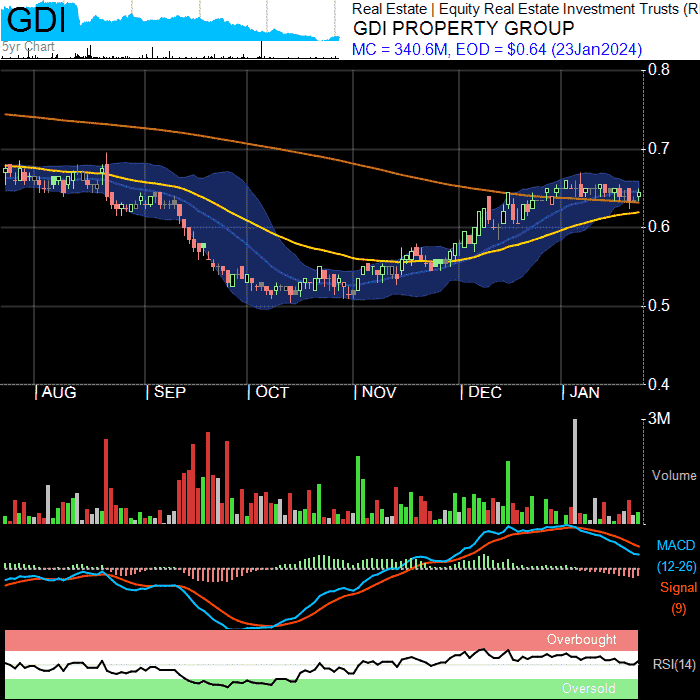 GDI
Real Estate | Equity Real Estate Investment Trusts (R
GDI PROPERTY GROUP
5yr Chart
MC = 340.6M, EOD = $0.64 (23Jan2024)
0.8
0.7
0.6
0.5
0.4
| AUG | SEP | OCT | NOV | DEC | JAN
3M
Volume
MACD
(12-26)
Signal
(9)
Overbought
RSI(14)
Oversold